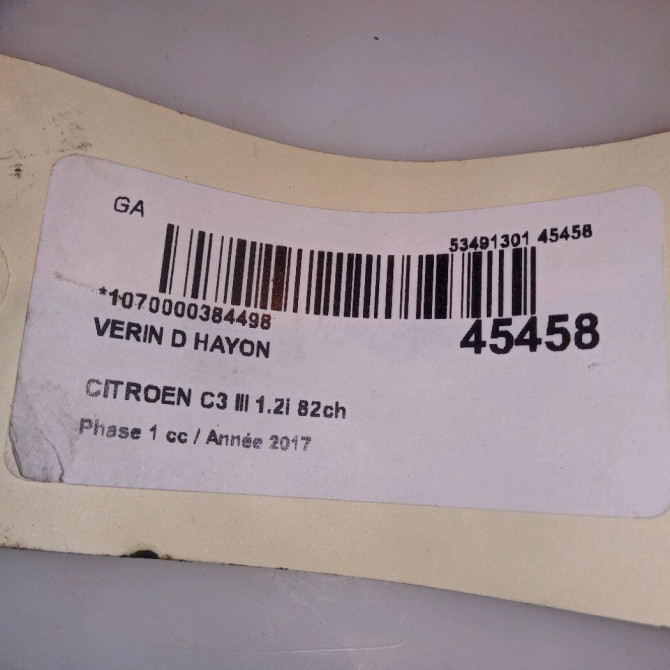 GA
53491301 45458
*1070000384498
45458
VERIN D HAYON
CITROEN C3 III 1.2i 82ch
Phase 1 cc / Année 2017